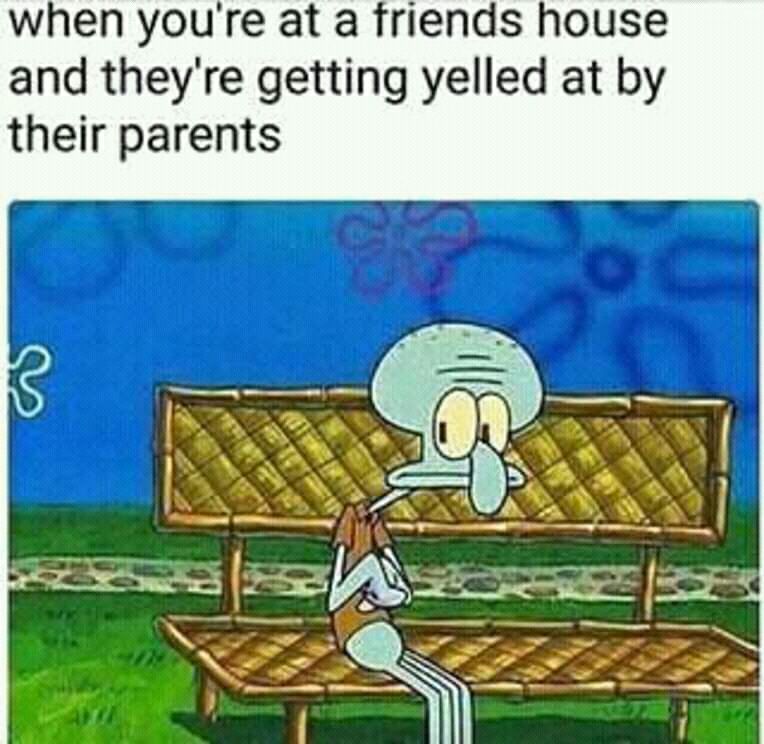 when you're at a friends house
and they're getting yelled at by
their parents